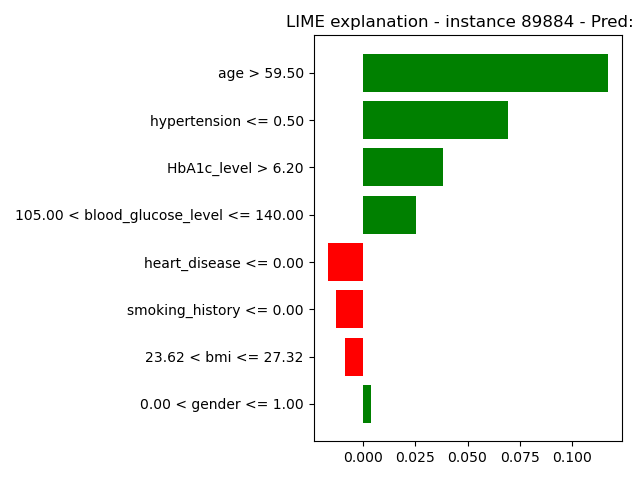 LIME explanation - instance 89884 - Pred:
age > 59.50
hypertension <= 0.50
HbA1c_level > 6.20
105.00 < blood_glucose_level <= 140.00
heart_disease <= 0.00
smoking_history <= 0.00
23.62 < bmi <= 27.32
0.00 < gender <= 1.00
0.000 0.025 0.050 0.075 0.100